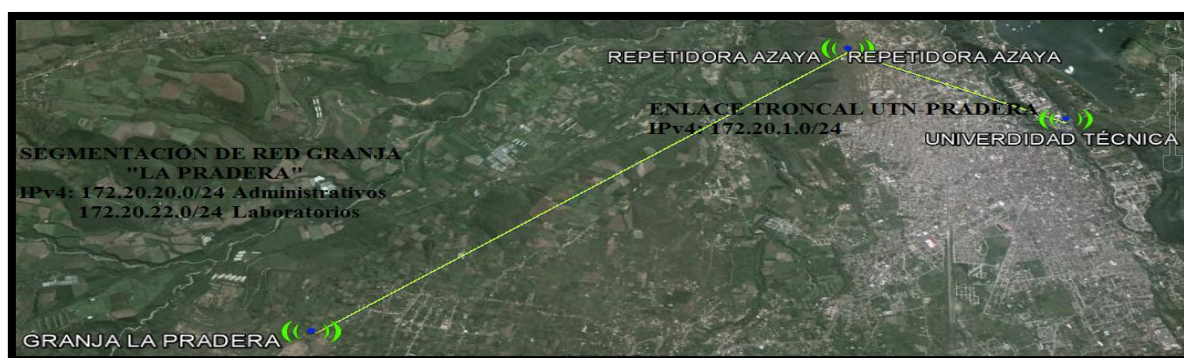 REPETIDORA AZAYA
REPETIDORA AZAYA
ENLACE TRONCAL UTN-PRADERA
IPv4: 172.20.1.0/24
UNIVERDIDAD TÉCNICA
SEGMENTACIÓN DE RED GRANJA
"LA PRADERA"
IPv4: 172.20.20.0/24 Administrativos
172.20.22.0/24 Laboratorios
GRANJA LA PRADERA